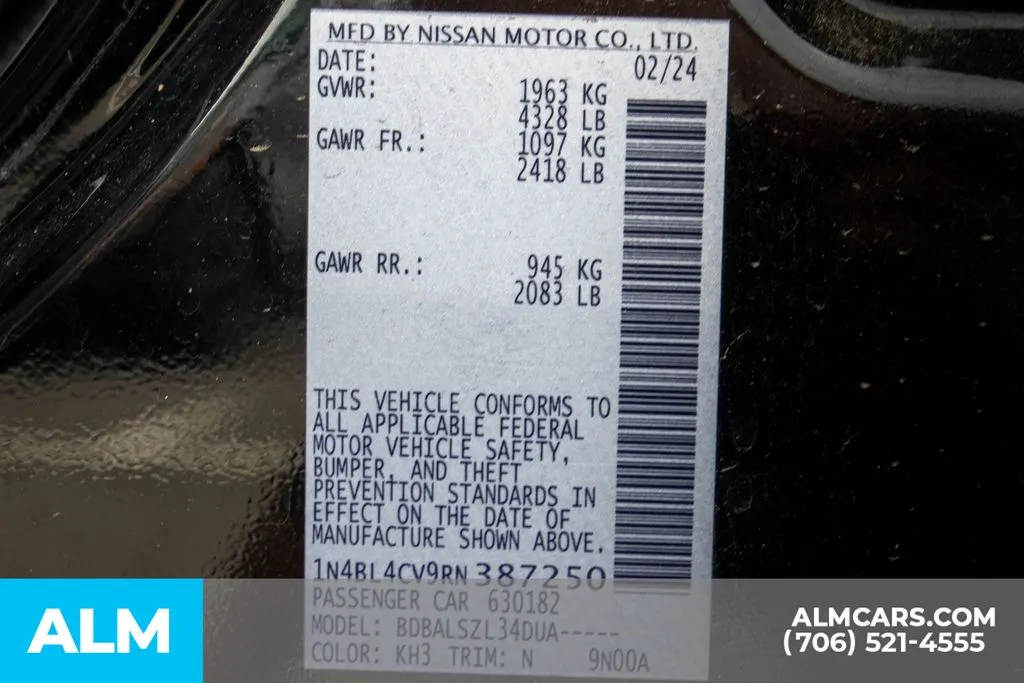 MFD BY NISSAN MOTOR CO., LTD.
DATE: 02/24
GVWR: 1963 KG
4328 LB
GAWR FR.: 1097 KG
2418 LB
GAWR RR.: 945 KG
2083 LB
THIS VEHICLE CONFORMS TO
ALL APPLICABLE FEDERAL
MOTOR VEHICLE SAFETY,
BUMPER, AND THEFT
PREVENTION STANDARDS IN
EFFECT ON THE DATE OF
MANUFACTURE SHOWN ABOVE.
1N4BL4CV9RN387250
PASSENGER CAR 630182
MODEL: BDBALSZL34DUA-----
COLOR: KH3 TRIM: N 9N00A
ALM
ALMCARS.COM
(706) 521-4555